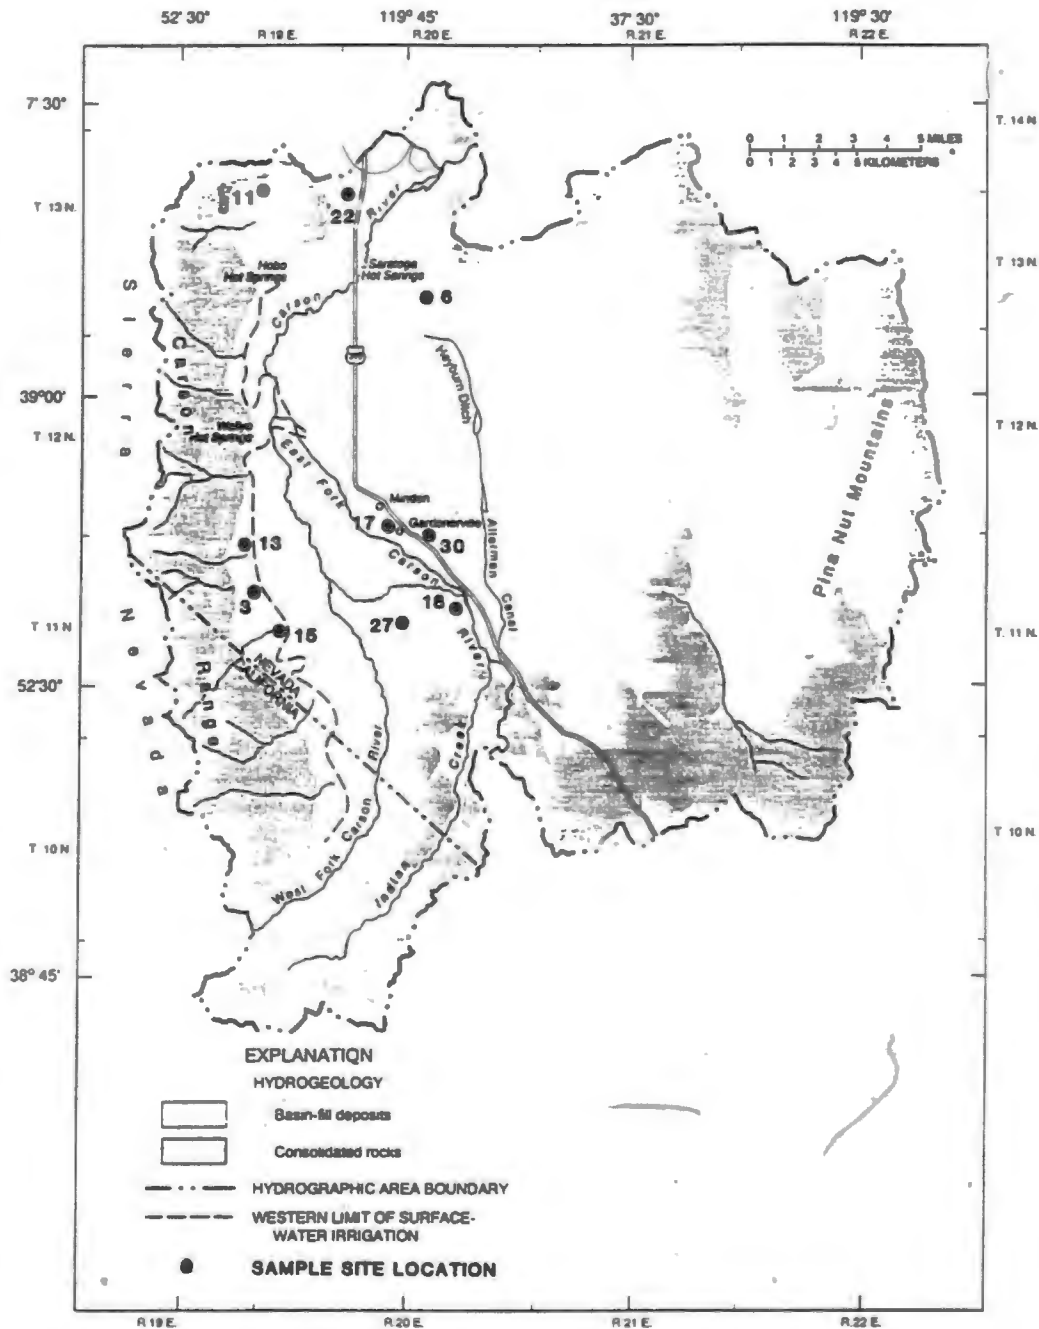 52' 30" 119° 45' 37' 30" 119° 30'
R.19 E. R.20 E. R.21 E. R.22 E.
7' 30"
T. 14 N.
0 1 2 3 4 5 MILES
0 1 2 3 4 5 KILOMETERS
11
22
T 13 N.
River
Hobo
Hot Springs
Saratoga
Hot Springs
T 13 N.
6
Carson
Sierra
Nevada
Carson
Range
Heyburn Ditch
39°00'
T 12 N.
T 12 N.
Hot Springs
East Fork
Carson
River
Pine Nut Mountains
Minden
17
Gardnerville
30
Allerman
Canal
13
3
18
27
15
T 11 N
T. 11 N.
NEVADA
CALIFORNIA
52' 30"
River
Creek
West Fork Carson
Indian
T 10 N
T 10 N.
38° 45'
EXPLANATION
HYDROGEOLOGY
Basin-fill deposits
Consolidated rocks
HYDROGRAPHIC AREA BOUNDARY
WESTERN LIMIT OF SURFACE-
WATER IRRIGATION
SAMPLE SITE LOCATION
R 19 E. R.20 E. R.21 E. R.22 E.